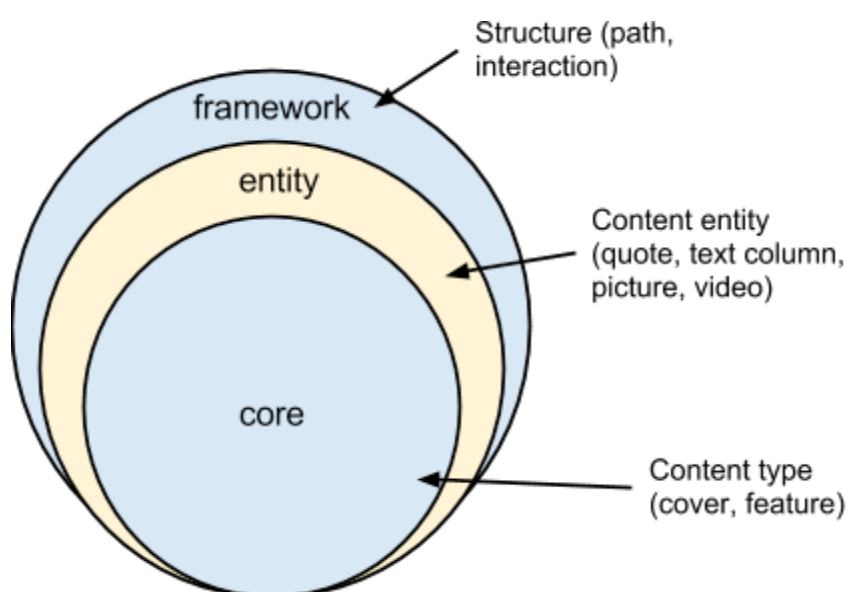 Structure (path,
interaction)
framework
entity
Content entity
(quote, text column,
picture, video)
core
Content type
(cover, feature)